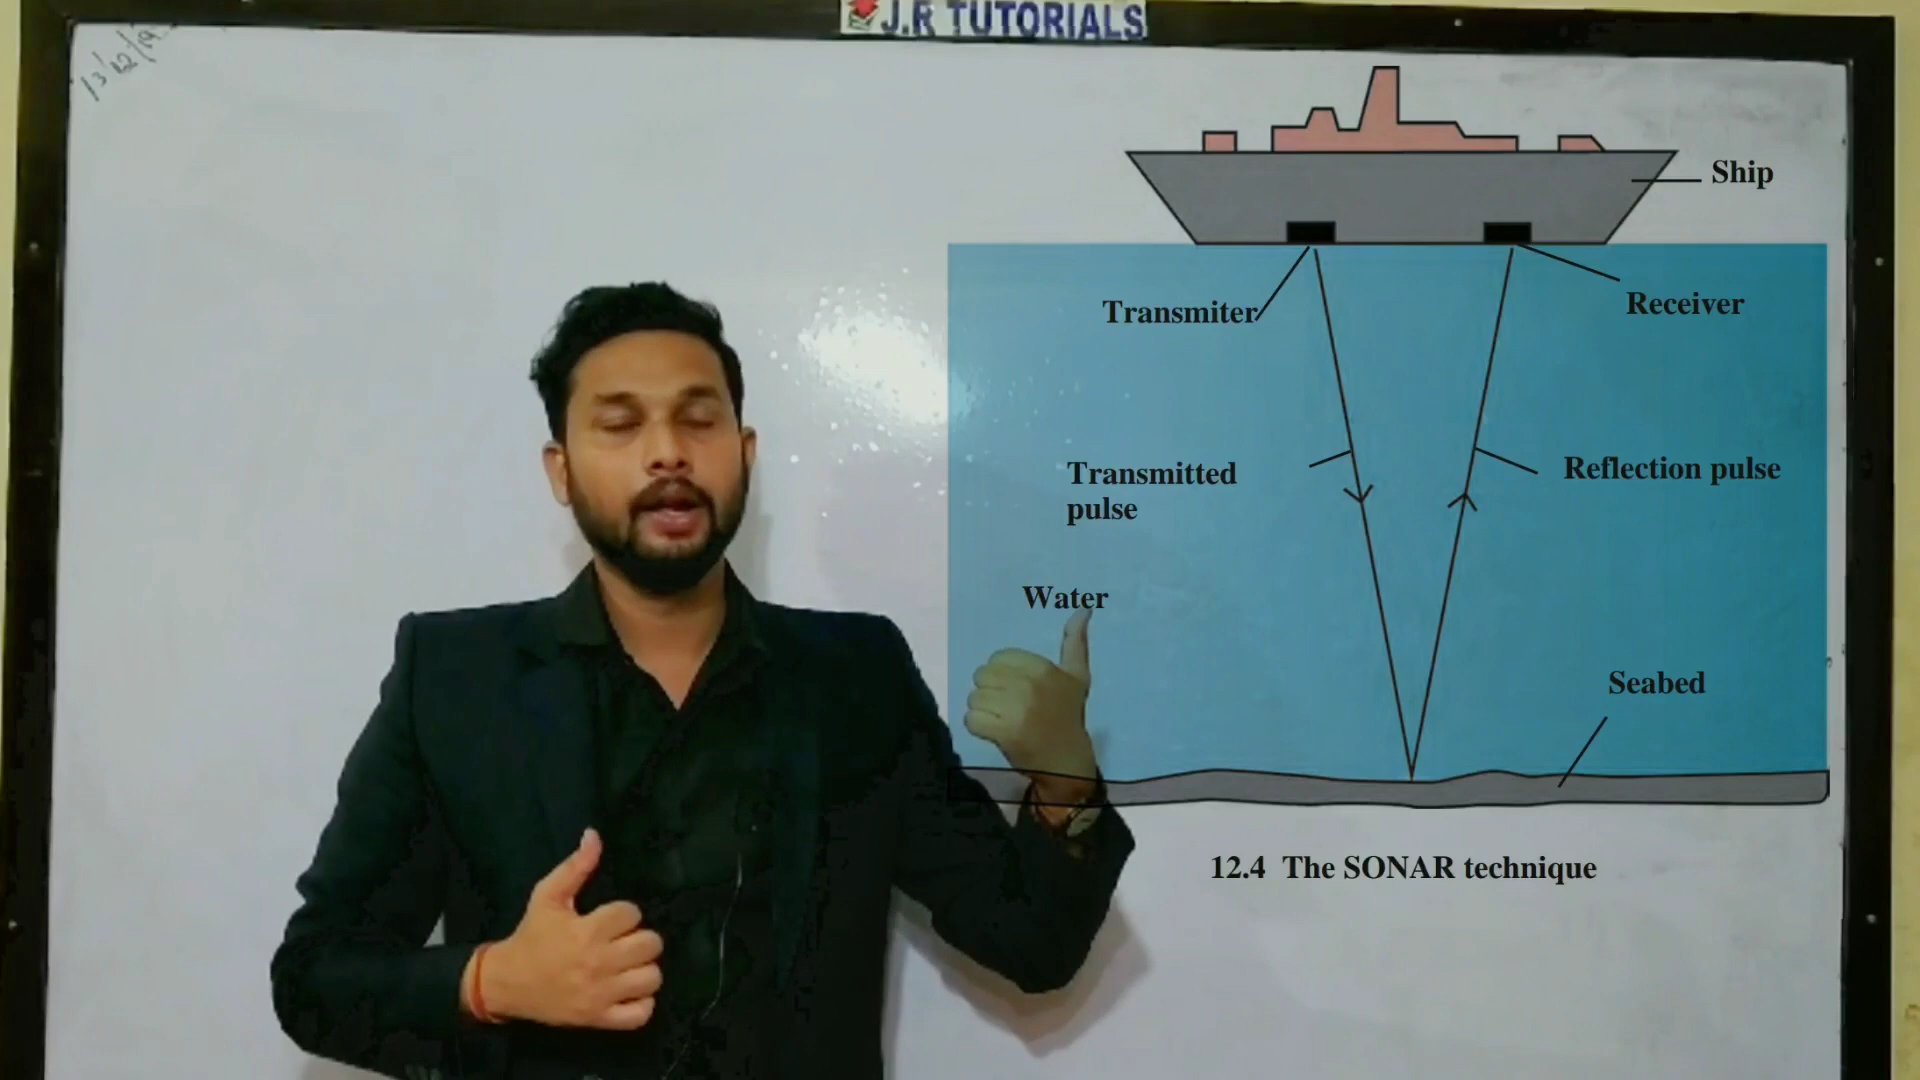 J.R TUTORIALS
Ship
Transmiter
Receiver
Transmitted
pulse
Reflection pulse
Water
Seabed
12.4 The SONAR technique